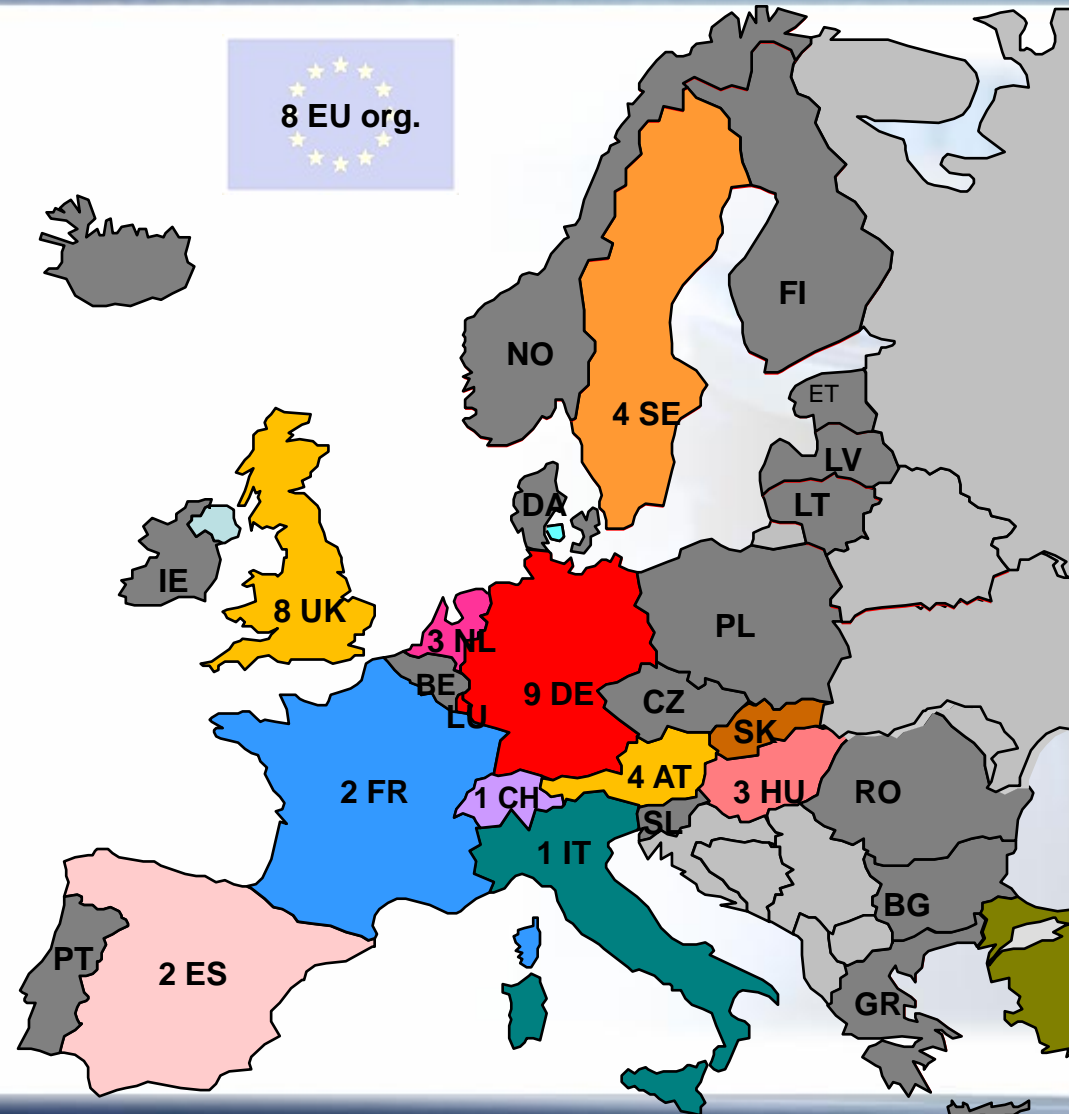 8 EU org.
FI
NO
ET
4 SE
LV
DA
LT
IE
8 UK
PL
3 NL
BE
9 DE
CZ
LU
SK
4 AT
2 FR
1 CH
3 HU
RO
SL
1 IT
BG
PT
2 ES
GR